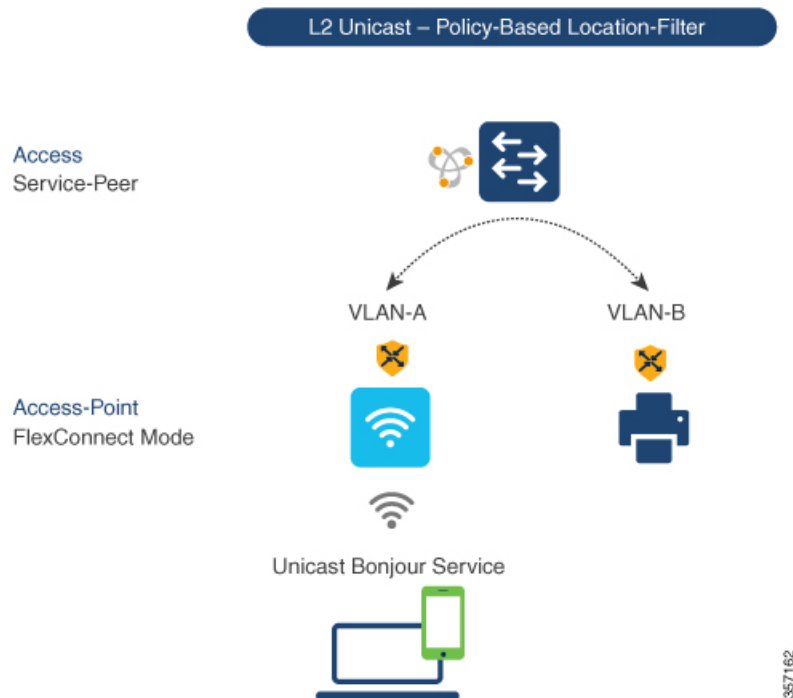 L2 Unicast – Policy-Based Location-Filter
Access
Service-Peer
VLAN-A
VLAN-B
Access-Point
FlexConnect Mode
Unicast Bonjour Service
357162